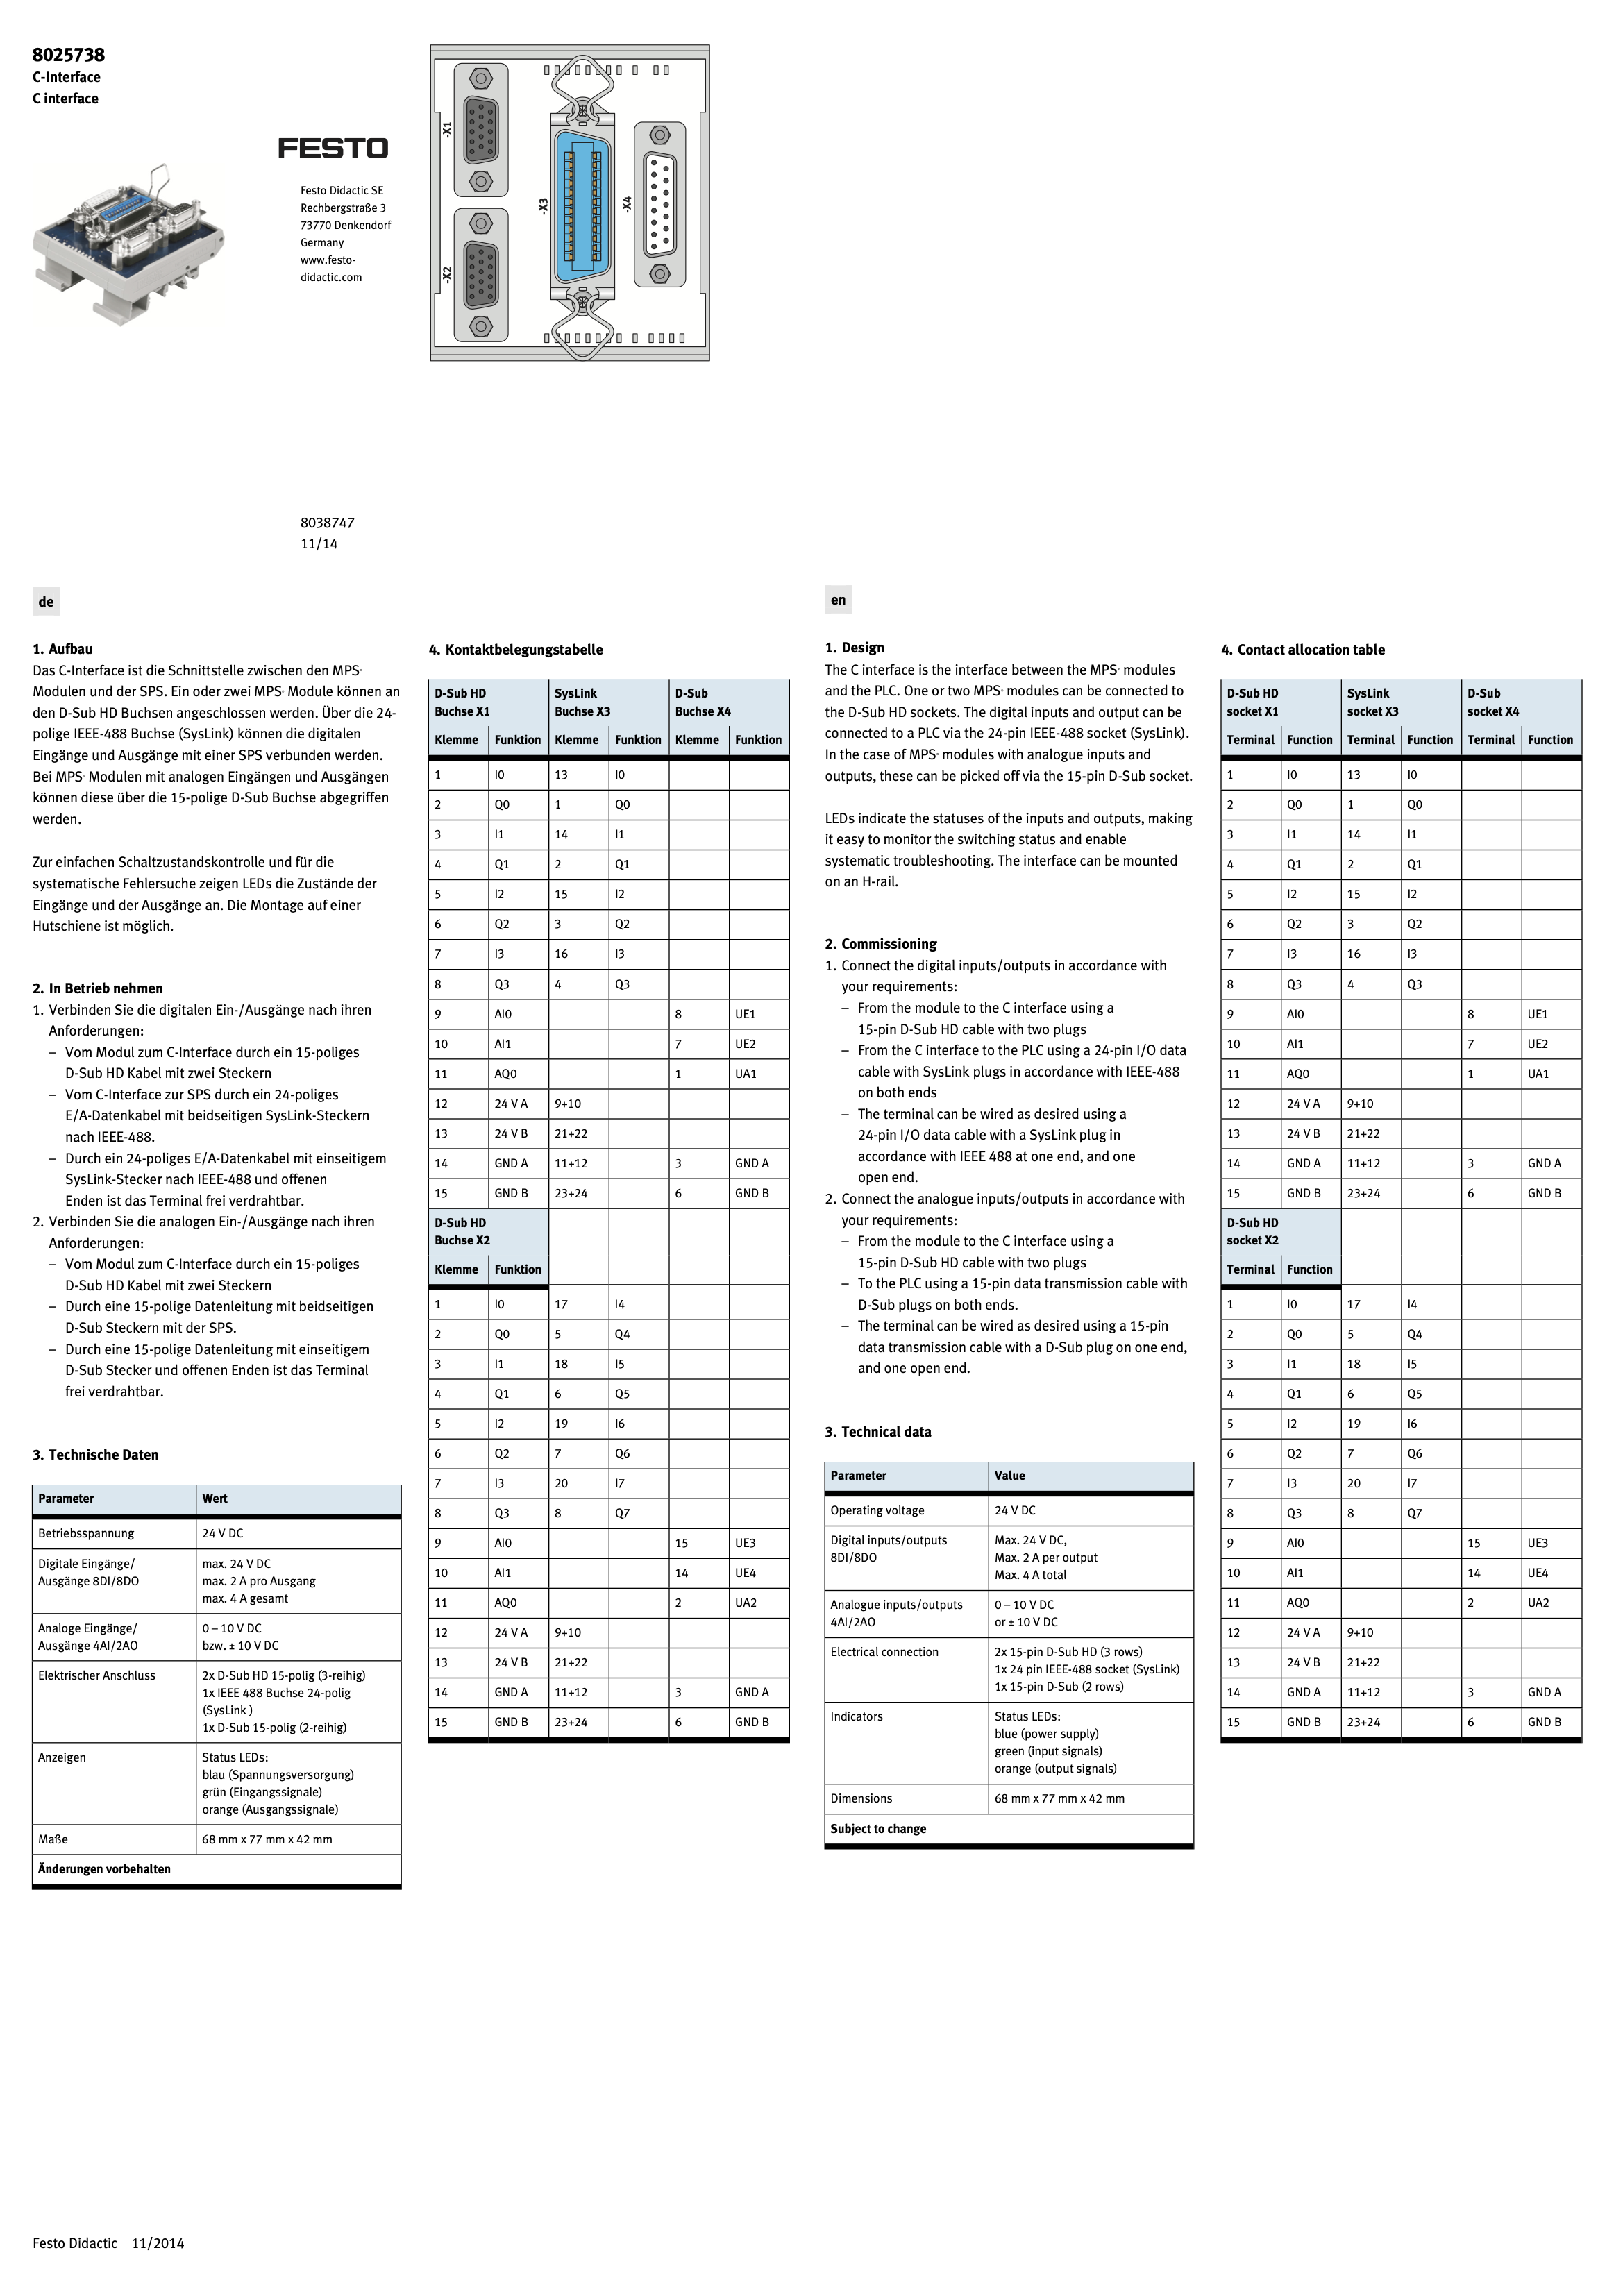 8025738
C-Interface
C interface
FESTO
Festo Didactic SE
Rechbergstraße 3
73770 Denkendorf
Germany
www.festo-
didactic.com
-X1
-X2
-X3
-X4
8038747
11/14
de
1. Aufbau
Das C-Interface ist die Schnittstelle zwischen den MPS®
Modulen und der SPS. Ein oder zwei MPS® Module können an
den D-Sub HD Buchsen angeschlossen werden. Über die 24-
polige IEEE-488 Buchse (SysLink) können die digitalen
Eingänge und Ausgänge mit einer SPS verbunden werden.
Bei MPS® Modulen mit analogen Eingängen und Ausgängen
können diese über die 15-polige D-Sub Buchse abgegriffen
werden.
Zur einfachen Schaltzustandskontrolle und für die
systematische Fehlersuche zeigen LEDs die Zustände der
Eingänge und der Ausgänge an. Die Montage auf einer
Hutschiene ist möglich.
2. In Betrieb nehmen
1. Verbinden Sie die digitalen Ein-/Ausgänge nach ihren
Anforderungen:
– Vom Modul zum C-Interface durch ein 15-poliges
D-Sub HD Kabel mit zwei Steckern
– Vom C-Interface zur SPS durch ein 24-poliges
E/A-Datenkabel mit beidseitigen SysLink-Steckern
nach IEEE-488.
– Durch ein 24-poliges E/A-Datenkabel mit einseitigem
SysLink-Stecker nach IEEE-488 und offenen
Enden ist das Terminal frei verdrahtbar.
2. Verbinden Sie die analogen Ein-/Ausgänge nach ihren
Anforderungen:
– Vom Modul zum C-Interface durch ein 15-poliges
D-Sub HD Kabel mit zwei Steckern
– Durch eine 15-polige Datenleitung mit beidseitigen
D-Sub Steckern mit der SPS.
– Durch eine 15-polige Datenleitung mit einseitigem
D-Sub Stecker und offenen Enden ist das Terminal
frei verdrahtbar.
3. Technische Daten
Parameter Wert
Betriebsspannung 24 V DC
Digitale Eingänge/ max. 24 V DC
Ausgänge 8DI/8DO max. 2 A pro Ausgang
max. 4 A gesamt
Analoge Eingänge/ 0 – 10 V DC
Ausgänge 4AI/2AO bzw. ± 10 V DC
Elektrischer Anschluss 2x D-Sub HD 15-polig (3-reihig)
1x IEEE 488 Buchse 24-polig
(SysLink )
1x D-Sub 15-polig (2-reihig)
Anzeigen Status LEDs:
blau (Spannungsversorgung)
grün (Eingangssignale)
orange (Ausgangssignale)
Maße 68 mm x 77 mm x 42 mm
Änderungen vorbehalten
4. Kontaktbelegungstabelle
D-Sub HD SysLink D-Sub
Buchse X1 Buchse X3 Buchse X4
Klemme Funktion Klemme Funktion Klemme Funktion
1 I0 13 I0
2 Q0 1 Q0
3 I1 14 I1
4 Q1 2 Q1
5 I2 15 I2
6 Q2 3 Q2
7 I3 16 I3
8 Q3 4 Q3
9 AI0 8 UE1
10 AI1 7 UE2
11 AQ0 1 UA1
12 24 V A 9+10
13 24 V B 21+22
14 GND A 11+12 3 GND A
15 GND B 23+24 6 GND B
D-Sub HD
Buchse X2
Klemme Funktion
1 I0 17 I4
2 Q0 5 Q4
3 I1 18 I5
4 Q1 6 Q5
5 I2 19 I6
6 Q2 7 Q6
7 I3 20 I7
8 Q3 8 Q7
9 AI0 15 UE3
10 AI1 14 UE4
11 AQ0 2 UA2
12 24 V A 9+10
13 24 V B 21+22
14 GND A 11+12 3 GND A
15 GND B 23+24 6 GND B
en
1. Design
The C interface is the interface between the MPS® modules
and the PLC. One or two MPS® modules can be connected to
the D-Sub HD sockets. The digital inputs and output can be
connected to a PLC via the 24-pin IEEE-488 socket (SysLink).
In the case of MPS® modules with analogue inputs and
outputs, these can be picked off via the 15-pin D-Sub socket.
LEDs indicate the statuses of the inputs and outputs, making
it easy to monitor the switching status and enable
systematic troubleshooting. The interface can be mounted
on an H-rail.
2. Commissioning
1. Connect the digital inputs/outputs in accordance with
your requirements:
– From the module to the C interface using a
15-pin D-Sub HD cable with two plugs
– From the C interface to the PLC using a 24-pin I/O data
cable with SysLink plugs in accordance with IEEE-488
on both ends
– The terminal can be wired as desired using a
24-pin I/O data cable with a SysLink plug in
accordance with IEEE 488 at one end, and one
open end.
2. Connect the analogue inputs/outputs in accordance with
your requirements:
– From the module to the C interface using a
15-pin D-Sub HD cable with two plugs
– To the PLC using a 15-pin data transmission cable with
D-Sub plugs on both ends.
– The terminal can be wired as desired using a 15-pin
data transmission cable with a D-Sub plug on one end,
and one open end.
3. Technical data
Parameter Value
Operating voltage 24 V DC
Digital inputs/outputs Max. 24 V DC,
8DI/8DO Max. 2 A per output
Max. 4 A total
Analogue inputs/outputs 0 – 10 V DC
4AI/2AO or ± 10 V DC
Electrical connection 2x 15-pin D-Sub HD (3 rows)
1x 24 pin IEEE-488 socket (SysLink)
1x 15-pin D-Sub (2 rows)
Indicators Status LEDs:
blue (power supply)
green (input signals)
orange (output signals)
Dimensions 68 mm x 77 mm x 42 mm
Subject to change
4. Contact allocation table
D-Sub HD SysLink D-Sub
socket X1 socket X3 socket X4
Terminal Function Terminal Function Terminal Function
1 I0 13 I0
2 Q0 1 Q0
3 I1 14 I1
4 Q1 2 Q1
5 I2 15 I2
6 Q2 3 Q2
7 I3 16 I3
8 Q3 4 Q3
9 AI0 8 UE1
10 AI1 7 UE2
11 AQ0 1 UA1
12 24 V A 9+10
13 24 V B 21+22
14 GND A 11+12 3 GND A
15 GND B 23+24 6 GND B
D-Sub HD
socket X2
Terminal Function
1 I0 17 I4
2 Q0 5 Q4
3 I1 18 I5
4 Q1 6 Q5
5 I2 19 I6
6 Q2 7 Q6
7 I3 20 I7
8 Q3 8 Q7
9 AI0 15 UE3
10 AI1 14 UE4
11 AQ0 2 UA2
12 24 V A 9+10
13 24 V B 21+22
14 GND A 11+12 3 GND A
15 GND B 23+24 6 GND B
Festo Didactic 11/2014